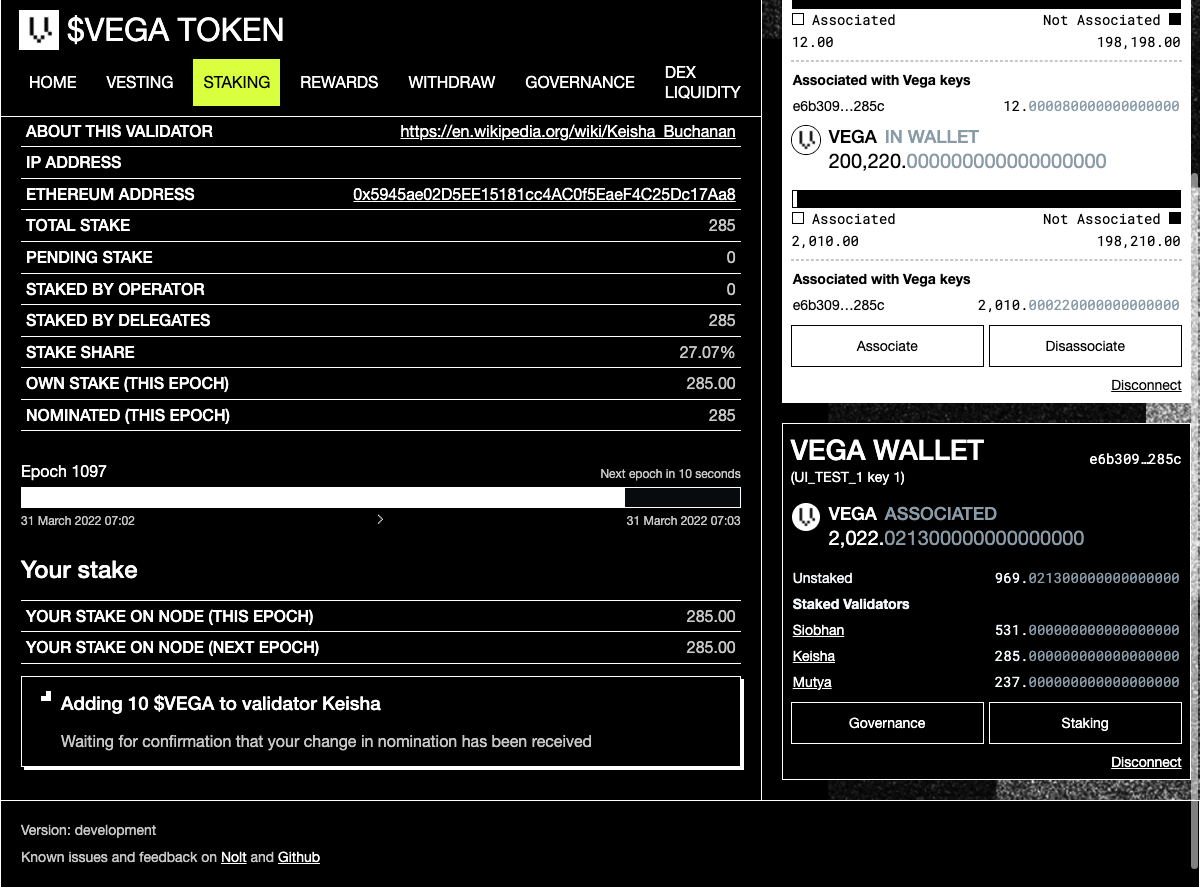 $VEGA TOKEN
HOME VESTING STAKING REWARDS WITHDRAW GOVERNANCE DEX LIQUIDITY
ABOUT THIS VALIDATOR https://en.wikipedia.org/wiki/Keisha_Buchanan
IP ADDRESS
ETHEREUM ADDRESS 0x5945ae02D5EE15181cc4AC0f5EaeF4C25Dc17Aa8
TOTAL STAKE 285
PENDING STAKE 0
STAKED BY OPERATOR 0
STAKED BY DELEGATES 285
STAKE SHARE 27.07%
OWN STAKE (THIS EPOCH) 285.00
NOMINATED (THIS EPOCH) 285
Epoch 1097 Next epoch in 10 seconds
31 March 2022 07:02 31 March 2022 07:03
Your stake
YOUR STAKE ON NODE (THIS EPOCH) 285.00
YOUR STAKE ON NODE (NEXT EPOCH) 285.00
Adding 10 $VEGA to validator Keisha
Waiting for confirmation that your change in nomination has been received
Associated Not Associated
12.00 198,198.00
Associated with Vega keys
e6b309…285c 12.000080000000000000
VEGA IN WALLET
200,220.000000000000000000
Associated Not Associated
2,010.00 198,210.00
Associated with Vega keys
e6b309…285c 2,010.000220000000000000
Associate Disassociate
Disconnect
VEGA WALLET e6b309…285c
(UI_TEST_1 key 1)
VEGA ASSOCIATED
2,022.021300000000000000
Unstaked 969.021300000000000000
Staked Validators
Siobhan 531.000000000000000000
Keisha 285.000000000000000000
Mutya 237.000000000000000000
Governance Staking
Disconnect
Version: development
Known issues and feedback on Nolt and Github